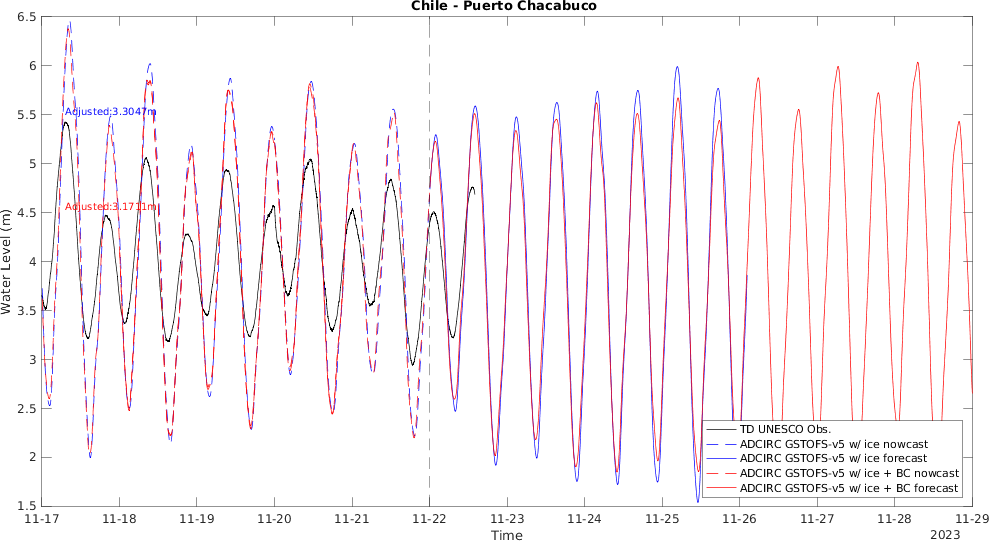 Chile - Puerto Chacabuco
6.5
6
5.5
5
4.5
4
3.5
3
2.5
2
1.5
Water Level (m)
Adjusted:3.3047m
Adjusted:3.1711m
TD UNESCO Obs.
ADCIRC GSTOFS-v5 w/ ice nowcast
ADCIRC GSTOFS-v5 w/ ice forecast
ADCIRC GSTOFS-v5 w/ ice + BC nowcast
ADCIRC GSTOFS-v5 w/ ice + BC forecast
11-17 11-18 11-19 11-20 11-21 11-22 11-23 11-24 11-25 11-26 11-27 11-28 11-29
Time
2023